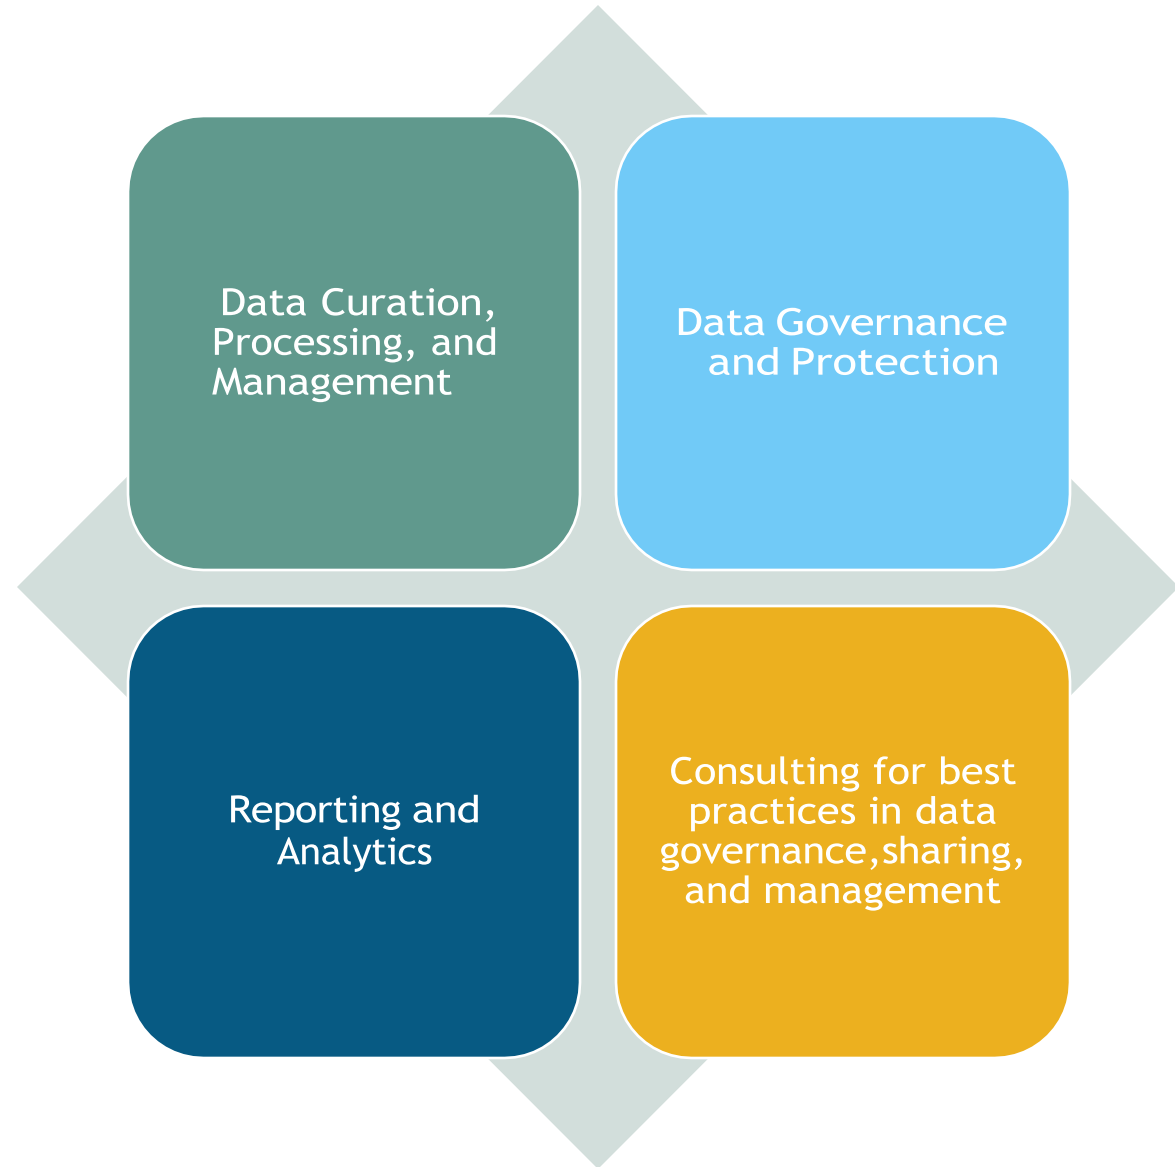 Data Curation,
Processing, and
Management
Data Governance
and Protection
Reporting and
Analytics
Consulting for best
practices in data
governance,sharing,
and management